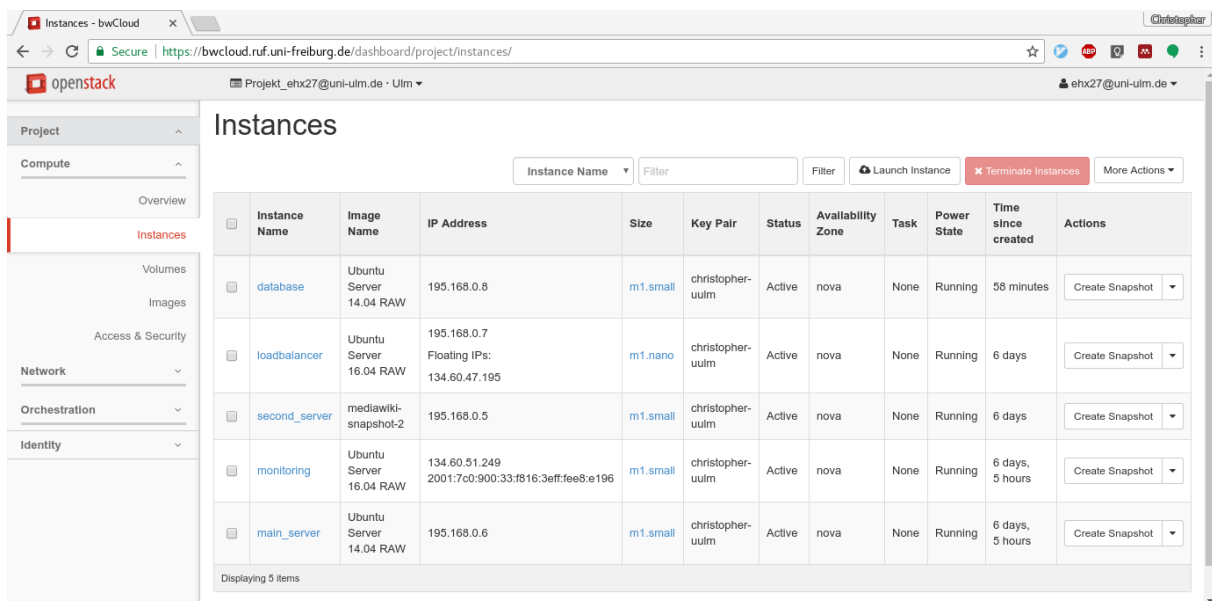 Instances - bwCloud
Christopher
Secure https://bwcloud.ruf.uni-freiburg.de/dashboard/project/instances/
ABP
openstack
Projekt_ehx27@uni-ulm.de · Ulm
ehx27@uni-ulm.de
Project
Compute
Overview
Instances
Volumes
Images
Access & Security
Network
Orchestration
Identity
Instances
Instance Name Filter Filter Launch Instance Terminate Instances More Actions
Instance Name Image Name IP Address Size Key Pair Status Availability Zone Task Power State Time since created Actions
database Ubuntu Server 14.04 RAW 195.168.0.8 m1.small christopher-uulm Active nova None Running 58 minutes Create Snapshot
loadbalancer Ubuntu Server 16.04 RAW 195.168.0.7 Floating IPs: 134.60.47.195 m1.nano christopher-uulm Active nova None Running 6 days Create Snapshot
second_server mediawiki-snapshot-2 195.168.0.5 m1.small christopher-uulm Active nova None Running 6 days Create Snapshot
monitoring Ubuntu Server 16.04 RAW 134.60.51.249 2001:7c0:900:33:f816:3eff:fee8:e196 m1.small christopher-uulm Active nova None Running 6 days, 5 hours Create Snapshot
main_server Ubuntu Server 14.04 RAW 195.168.0.6 m1.small christopher-uulm Active nova None Running 6 days, 5 hours Create Snapshot
Displaying 5 items